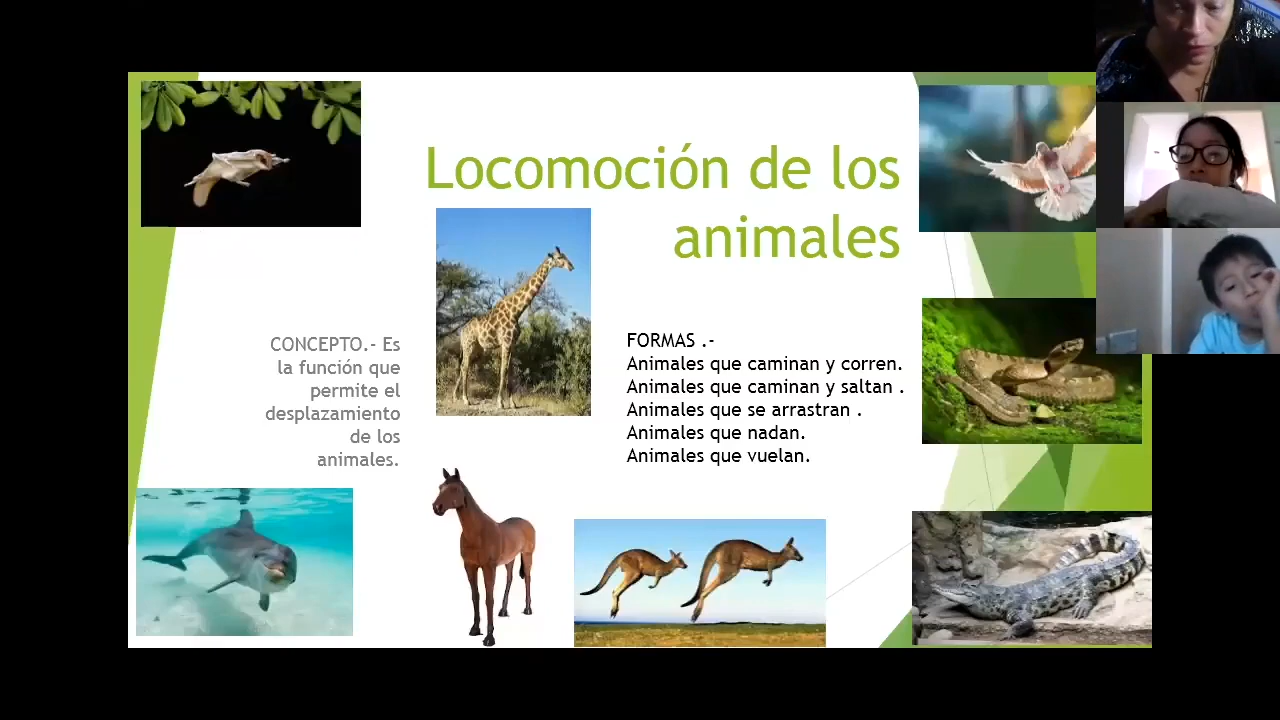 Locomoción de los
animales
CONCEPTO.- Es
la función que
permite el
desplazamiento
de los
animales.
FORMAS .-
Animales que caminan y corren.
Animales que caminan y saltan .
Animales que se arrastran .
Animales que nadan.
Animales que vuelan.